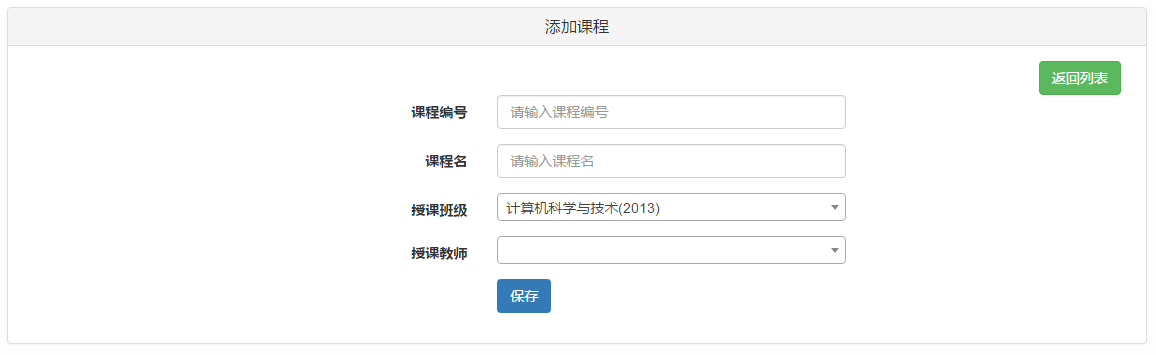 添加课程
返回列表
课程编号 请输入课程编号
课程名 请输入课程名
授课班级 计算机科学与技术(2013)
授课教师
保存